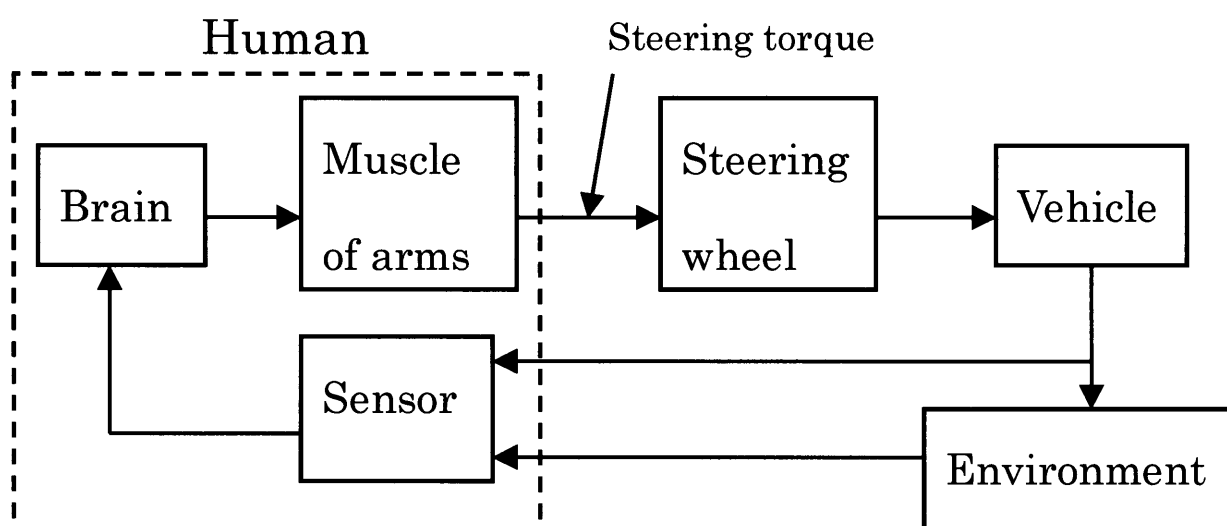 Human
Steering torque
Brain
Muscle
of arms
Steering
wheel
Vehicle
Sensor
Environment